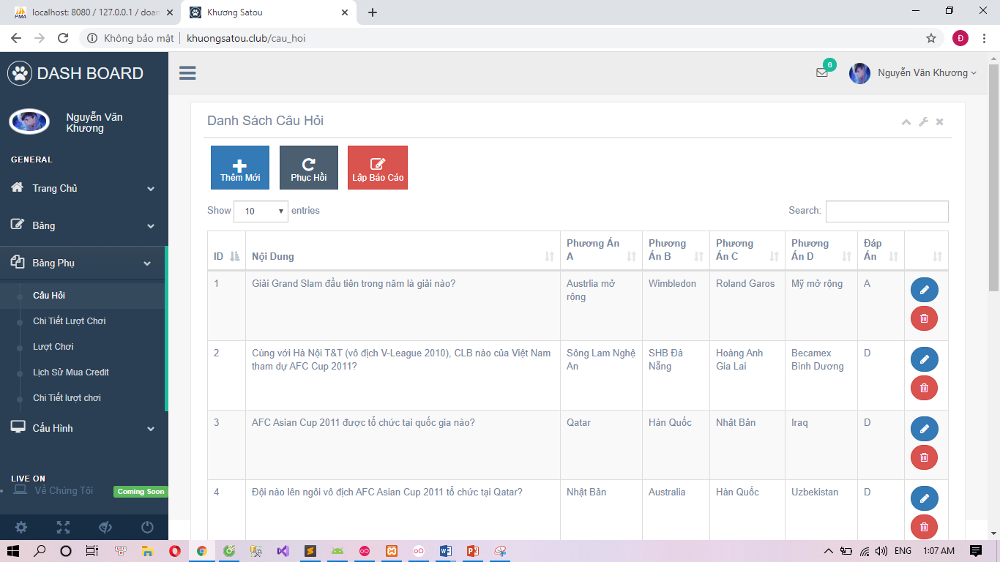 localhost: 8080 / 127.0.0.1 / doan
Khương Satou
Không bảo mật
khuongsatou.club/cau_hoi
Đ
DASH BOARD
6
Nguyễn Văn Khương
Nguyễn Văn
Khương
GENERAL
Trang Chủ
Bảng
Bảng Phụ
Câu Hỏi
Chi Tiết Lượt Chơi
Lượt Chơi
Lịch Sử Mua Credit
Chi Tiết lượt chơi
Cấu Hình
LIVE ON
Về Chúng Tôi
Coming Soon
Danh Sách Câu Hỏi
Thêm Mới
Phục Hồi
Lập Báo Cáo
Show 10 entries
Search:
ID
Nội Dung
Phương Án
A
Phương
Án B
Phương
Án C
Phương
Án D
Đáp
Án
1
Giải Grand Slam đầu tiên trong năm là giải nào?
Austrlia mở
rộng
Wimbledon
Roland Garos
Mỹ mở rộng
A
2
Cùng với Hà Nội T&T (vô địch V-League 2010), CLB nào của Việt Nam
tham dự AFC Cup 2011?
Sông Lam Nghệ
An
SHB Đà
Nẵng
Hoàng Anh
Gia Lai
Becamex
Bình Dương
D
3
AFC Asian Cup 2011 được tổ chức tại quốc gia nào?
Qatar
Hàn Quốc
Nhật Bản
Iraq
D
4
Đội nào lên ngôi vô địch AFC Asian Cup 2011 tổ chức tại Qatar?
Nhật Bản
Australia
Hàn Quốc
Uzbekistan
D
ENG
1:07 AM